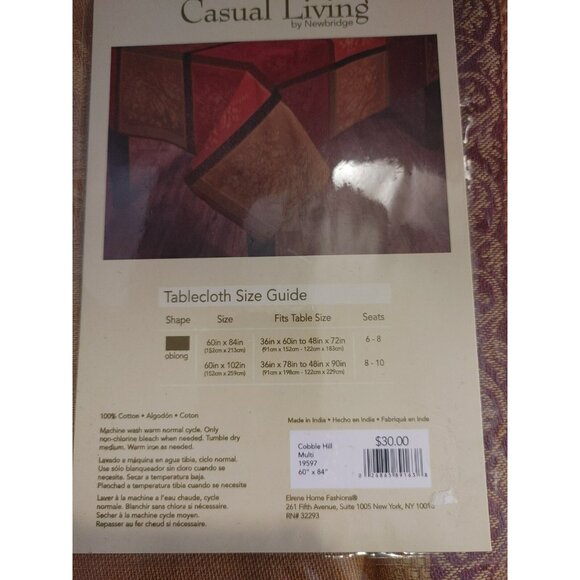 Casual Living
by Newbridge
Tablecloth Size Guide
Shape Size Fits Table Size Seats
60in x 84in 36in x 60in to 48in x 72in 6 - 8
(152cm x 213cm) (91cm x 152cm - 122cm x 183cm)
oblong
60in x 102in 36in x 78in to 48in x 90in 8 - 10
(152cm x 259cm) (91cm x 198cm - 122cm x 229cm)
100% Cotton • Algodón • Coton
Machine wash warm normal cycle. Only
non-chlorine bleach when needed. Tumble dry
medium. Warm iron as needed.
Lavado a máquina en agua tibia, ciclo normal.
Use sólo blanqueador sin cloro cuando se
necesite. Secar a temperatura baja.
Plenchad a temperatura tibia cuando se necesite.
Laver à la machine a l'eau chaude, cycle
normale. Blanchir sans chlore si nécessaire.
Secher à la machine cycle moyen.
Repasser au fer cheud si nécessaire.
Made in India • Hecho en India • Fabriqué en Inde
Cobble Hill
Multi
19597
60" x 84"
$30.00
Elrene Home Fashions®
261 Fifth Avenue, Suite 1005 New York, NY 10016
RN# 32293